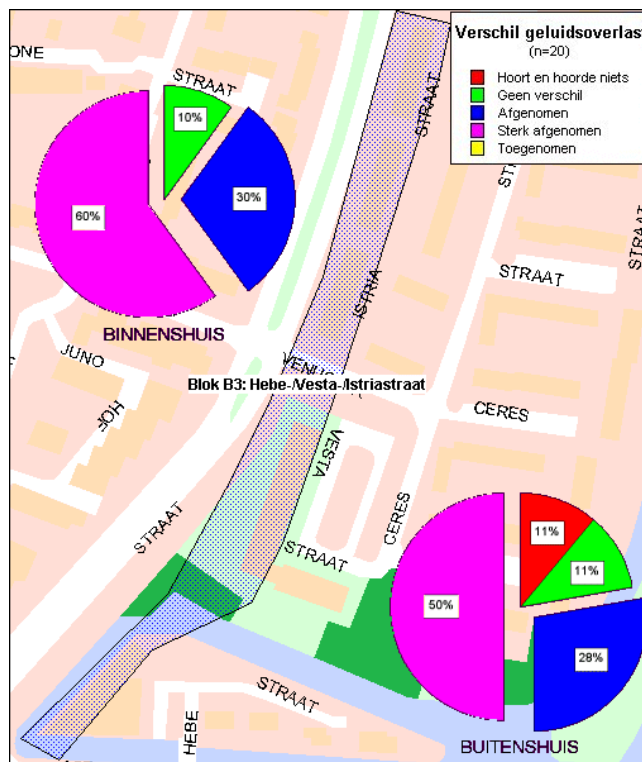 Verschil geluidsoverlast
(n=20)
Hoort en hoorde niets
Geen verschil
Afgenomen
Sterk afgenomen
Toegenomen
ONE
STRAAT
STRAAT
10%
30%
60%
BINNENSHUIS
STRAAT
STRAAT
ISTRIA
JUNO
HOF
Blok B3: Hebe-/Vesta-/Istriastraat
CERES
VESTA
STRAAT
CERES
STRAAT
11%
11%
50%
28%
STRAAT
HEBE
BUITENSHUIS